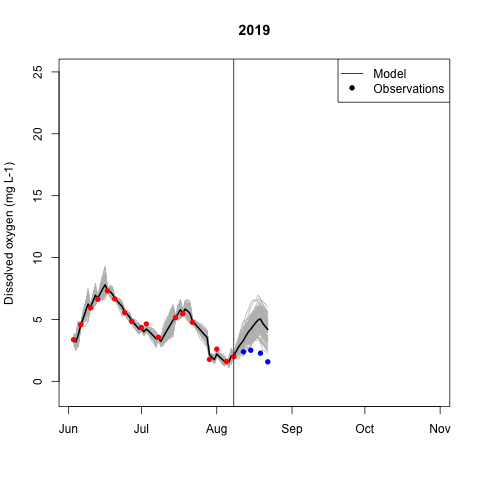 2019
Dissolved oxygen (mg L-1)
25
20
15
10
5
0
Model
Observations
Jun Jul Aug Sep Oct Nov